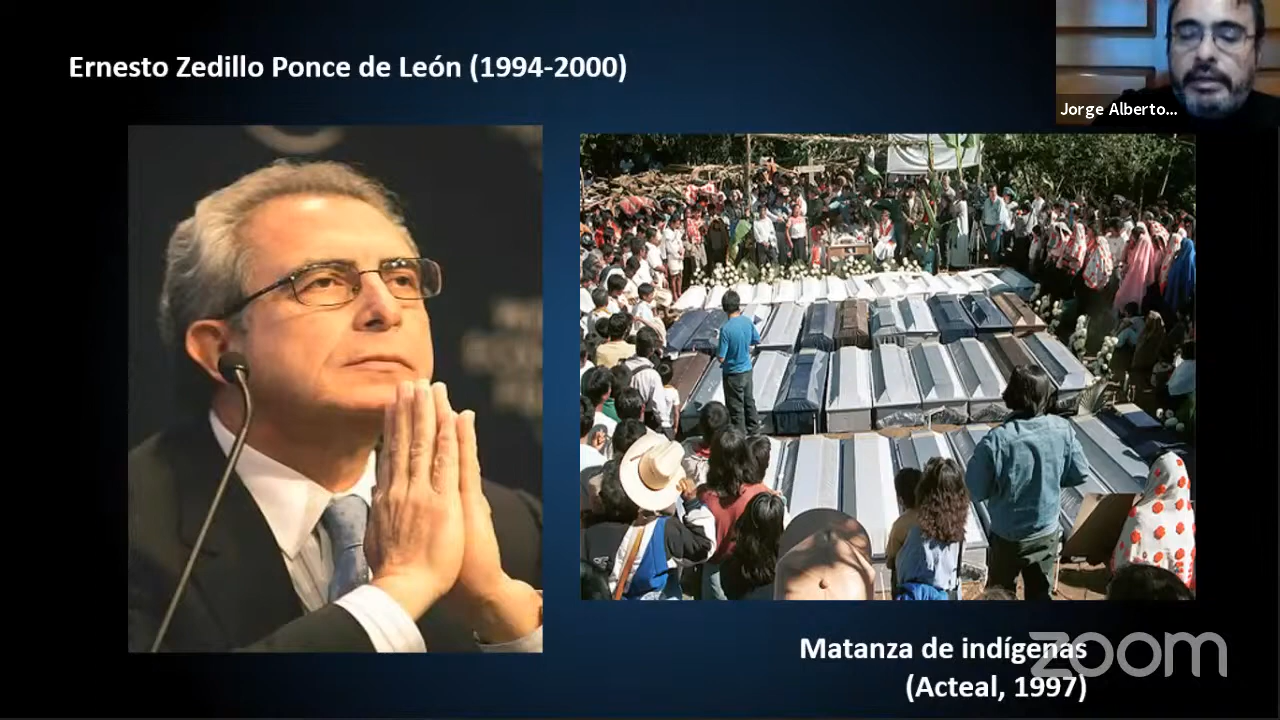 Ernesto Zedillo Ponce de León (1994-2000)
Jorge Alberto...
Matanza de indígenas
(Acteal, 1997)
zoom